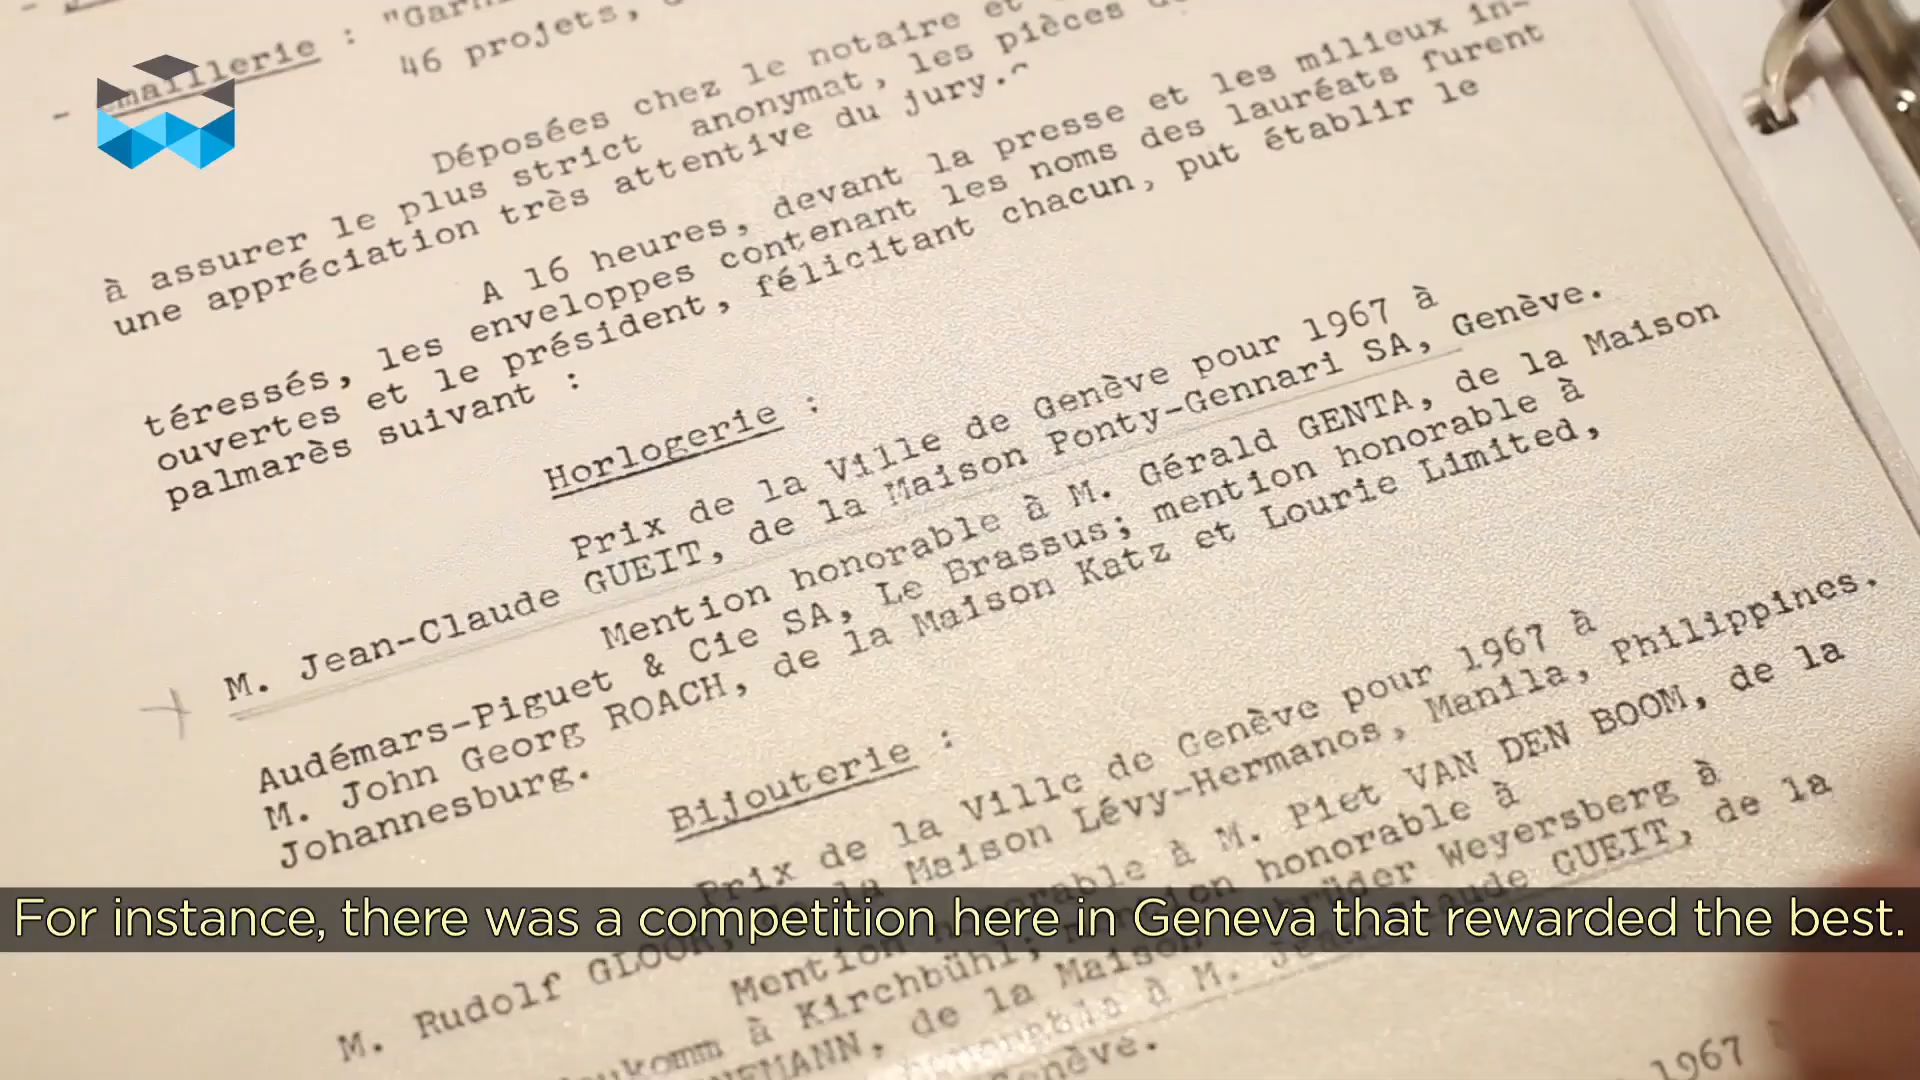 émaillerie : "Garn
46 projets,
Déposées chez le notaire et
à assurer le plus strict anonymat, les pièces
une appréciation très attentive du jury.
A 16 heures, devant la presse et les milieux in-
téressés, les enveloppes contenant les noms des lauréats furent
ouvertes et le président, félicitant chacun, put établir le
palmarès suivant :
Horlogerie :
Prix de la Ville de Genève pour 1967 à
M. Jean-Claude GUEIT, de la Maison Ponty-Gennari SA, Genève.
Mention honorable à M. Gérald GENTA, de la Maison
Audémars-Piguet & Cie SA, Le Brassus; mention honorable à
M. John Georg ROACH, de la Maison Katz et Lourie Limited,
Johannesburg.
Bijouterie :
Prix de la Ville de Genève pour 1967 à
M. Rudolf GLOOR, la Maison Lévy-Hermanos, Manila, Philippines.
Mention honorable à M. Piet VAN DEN BOOM, de la
à Kirchbühl; mention honorable à
de la Maison Weyersberg à
à M. Jean-Claude GUEIT, de la
Genève.
1967
For instance, there was a competition here in Geneva that rewarded the best.